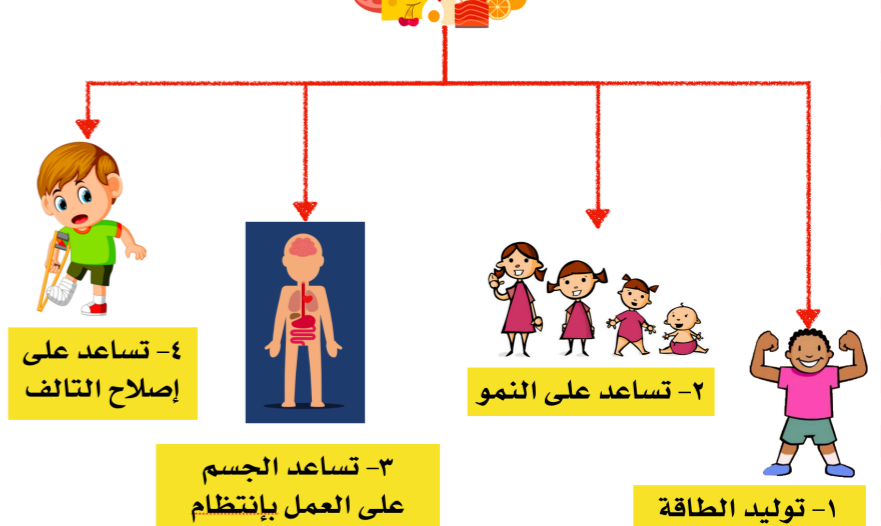 ١- توليد الطاقة
٢- تساعد على النمو
٣- تساعد الجسم
على العمل بإنتظام
٤- تساعد على
إصلاح التالف